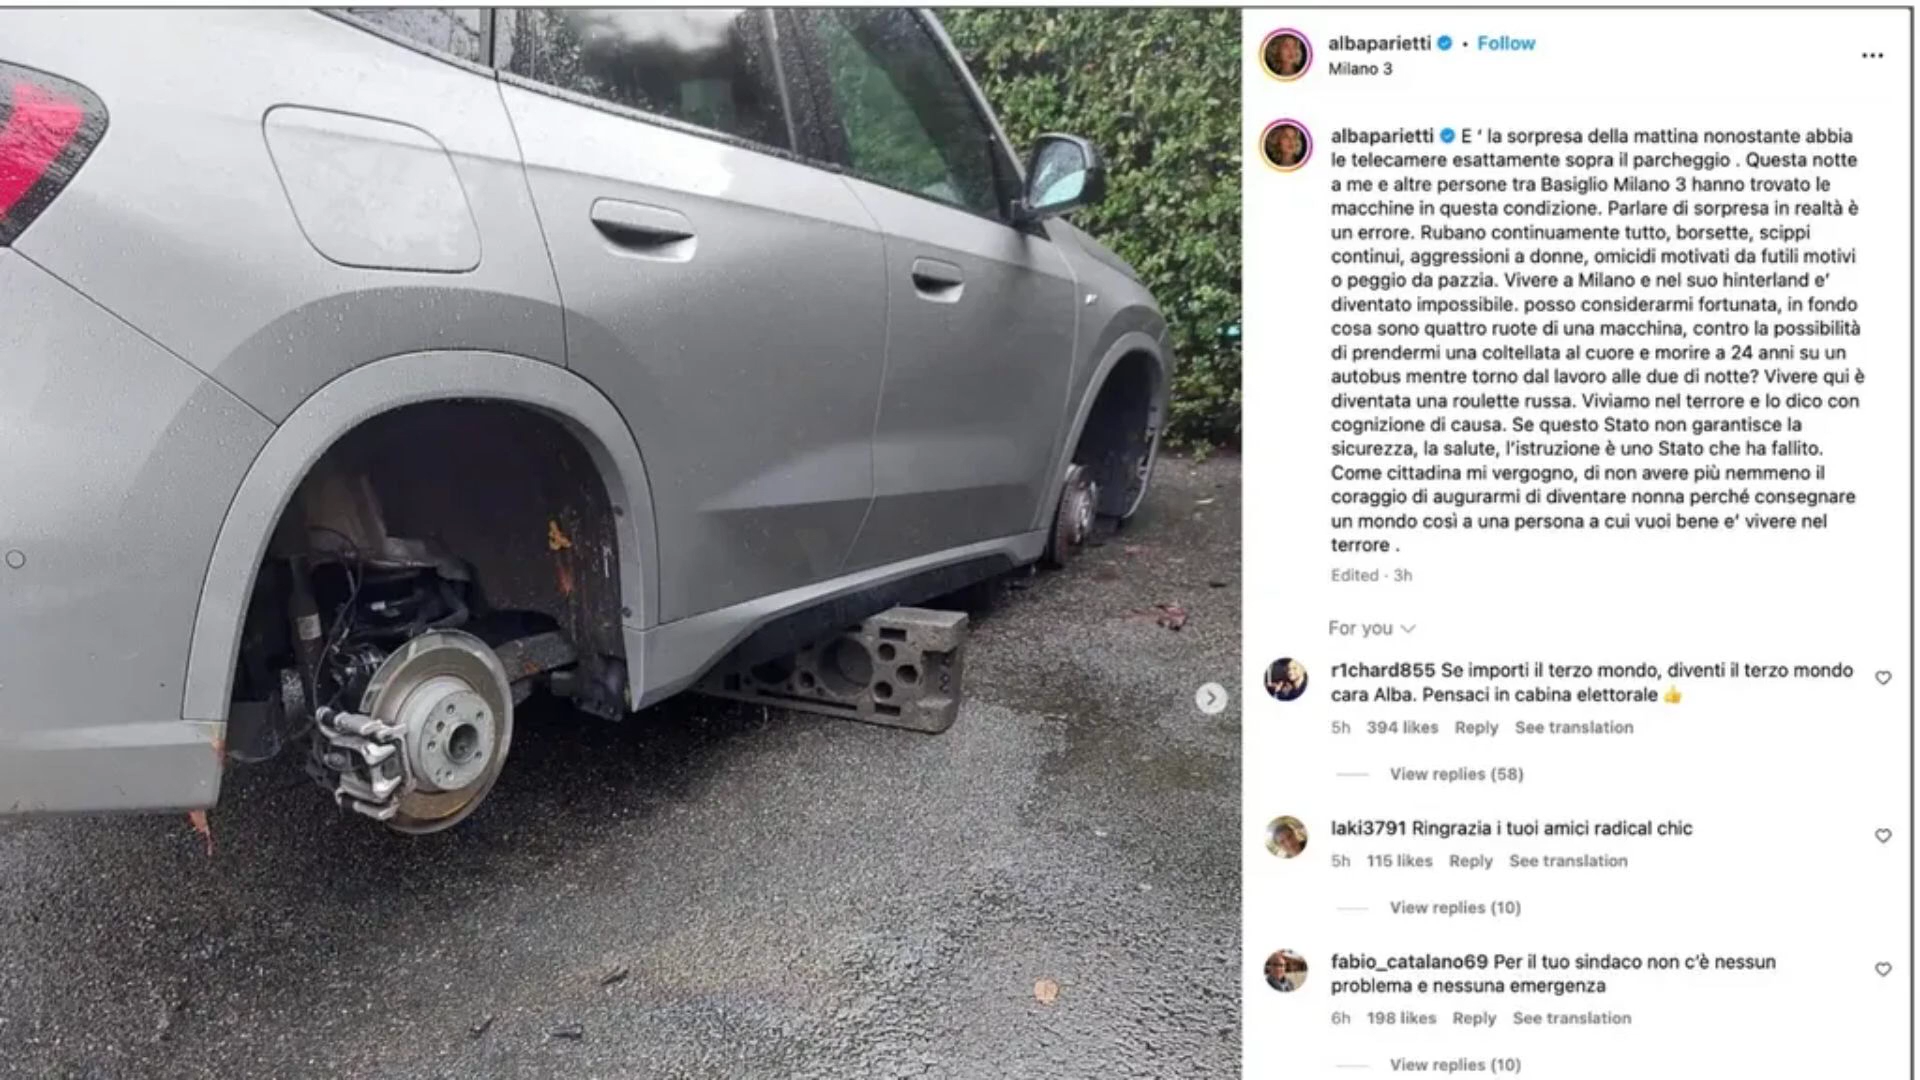 albaparietti • Follow
Milano 3
albaparietti E ‘ la sorpresa della mattina nonostante abbia
le telecamere esattamente sopra il parcheggio . Questa notte
a me e altre persone tra Basiglio Milano 3 hanno trovato le
macchine in questa condizione. Parlare di sorpresa in realtà è
un errore. Rubano continuamente tutto, borsette, scippi
continui, aggressioni a donne, omicidi motivati da futili motivi
o peggio da pazzia. Vivere a Milano e nel suo hinterland e’
diventato impossibile. posso considerarmi fortunata, in fondo
cosa sono quattro ruote di una macchina, contro la possibilità
di prendermi una coltellata al cuore e morire a 24 anni su un
autobus mentre torno dal lavoro alle due di notte? Vivere qui è
diventata una roulette russa. Viviamo nel terrore e lo dico con
cognizione di causa. Se questo Stato non garantisce la
sicurezza, la salute, l’istruzione è uno Stato che ha fallito.
Come cittadina mi vergogno, di non avere più nemmeno il
coraggio di augurarmi di diventare nonna perché consegnare
un mondo così a una persona a cui vuoi bene e’ vivere nel
terrore .
Edited · 3h
For you
r1chard855 Se importi il terzo mondo, diventi il terzo mondo
cara Alba. Pensaci in cabina elettorale 👍
5h 394 likes Reply See translation
View replies (58)
laki3791 Ringrazia i tuoi amici radical chic
5h 115 likes Reply See translation
View replies (10)
fabio_catalano69 Per il tuo sindaco non c’è nessun
problema e nessuna emergenza
6h 198 likes Reply See translation
View replies (10)